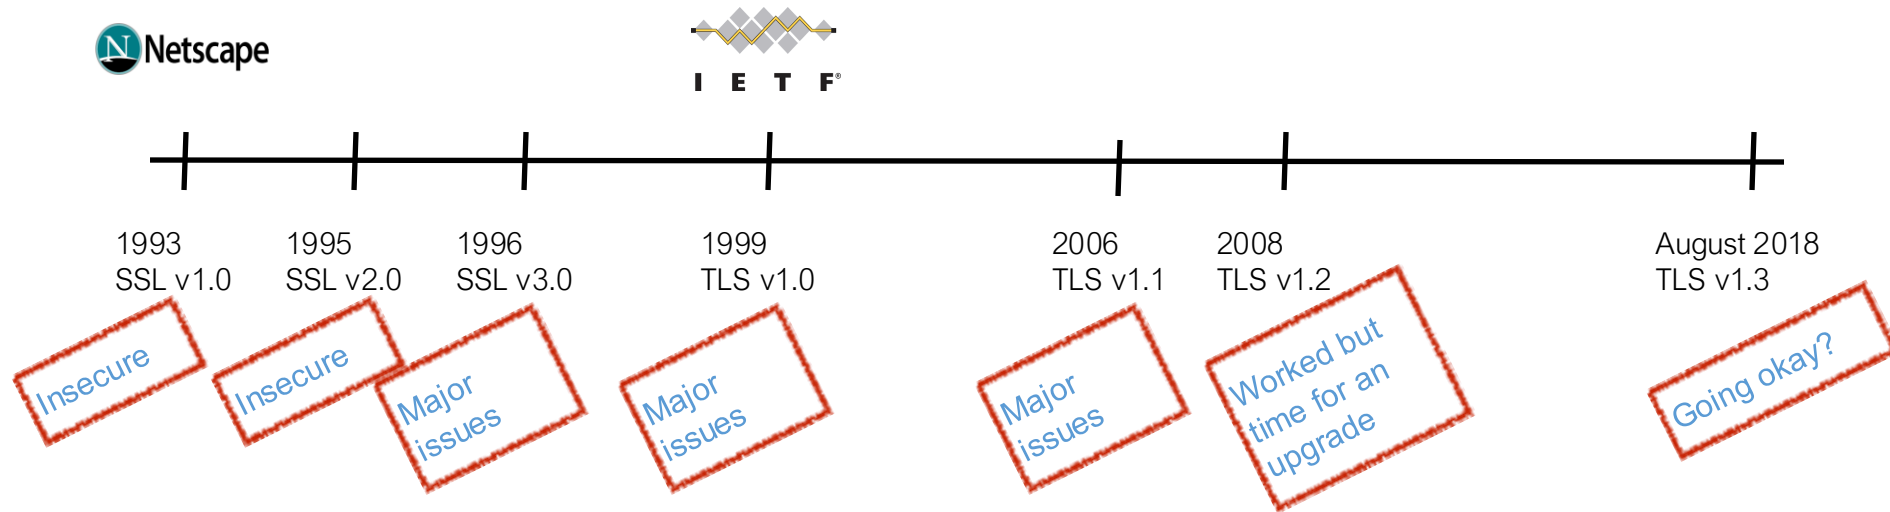 Netscape
I E T F®
1993
SSL v1.0
1995
SSL v2.0
1996
SSL v3.0
1999
TLS v1.0
2006
TLS v1.1
2008
TLS v1.2
August 2018
TLS v1.3
Insecure
Insecure
Major
issues
Major
issues
Major
issues
Worked but
time for an
upgrade
Going okay?